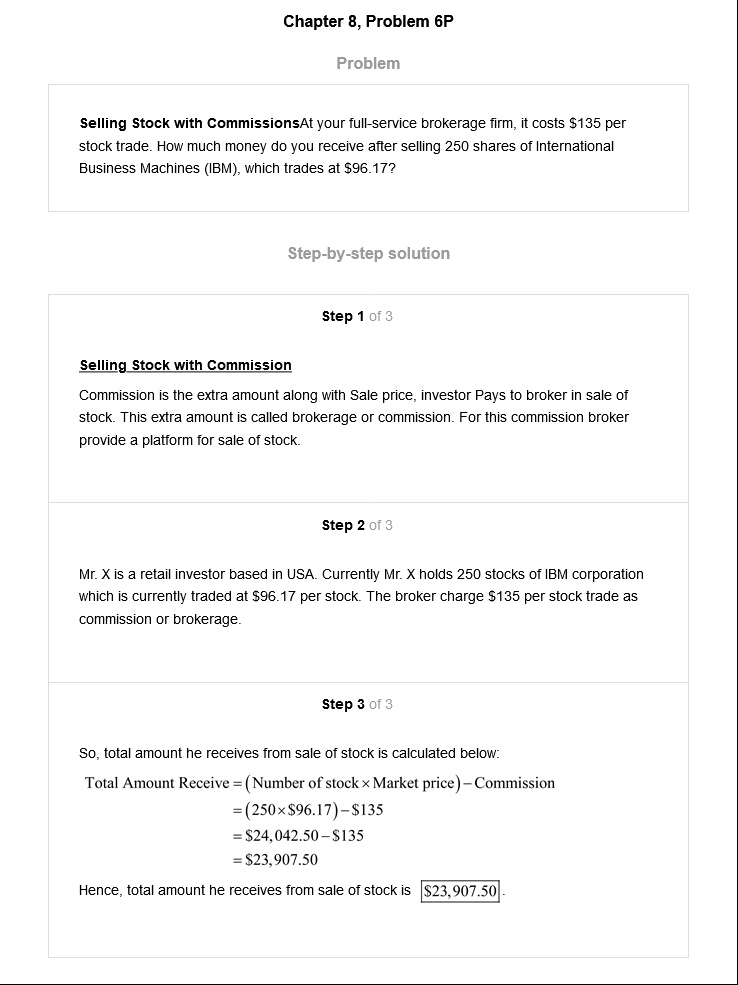 Chapter 8, Problem 6P
Problem
Selling Stock with CommissionsAt your full-service brokerage firm, it costs $135 per
stock trade. How much money do you receive after selling 250 shares of International
Business Machines (IBM), which trades at $96.17?
Step-by-step solution
Step 1 of 3
Selling Stock with Commission
Commission is the extra amount along with Sale price, investor Pays to broker in sale of
stock. This extra amount is called brokerage or commission. For this commission broker
provide a platform for sale of stock.
Step 2 of 3
Mr. X is a retail investor based in USA. Currently Mr. X holds 250 stocks of IBM corporation
which is currently traded at $96.17 per stock. The broker charge $135 per stock trade as
commission or brokerage.
Step 3 of 3
So, total amount he receives from sale of stock is calculated below:
Total Amount Receive = (Number of stock × Market price) − Commission
= (250 × $96.17) − $135
= $24,042.50 − $135
= $23,907.50
Hence, total amount he receives from sale of stock is $23,907.50.